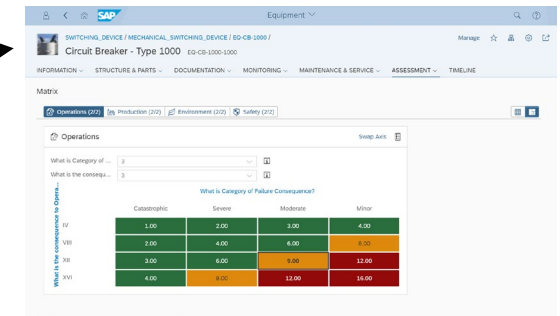 SAP Equipment
SWITCHING_DEVICE / MECHANICAL_SWITCHING_DEVICE / EQ-CB-1000 /
Circuit Breaker - Type 1000 EQ-CB-1000-1000
Manage
INFORMATION STRUCTURE & PARTS DOCUMENTATION MONITORING MAINTENANCE & SERVICE ASSESSMENT TIMELINE
Matrix
Operations (2/2) Production (2/2) Environment (2/2) Safety (2/2)
Operations Swap Axis
What is Category of ... 3
What is the consequ... 3
What is Category of Failure Consequence?
What is the consequence to Opera...
Catastrophic Severe Moderate Minor
IV 1.00 2.00 3.00 4.00
VIII 2.00 4.00 6.00 8.00
XII 3.00 6.00 9.00 12.00
XVI 4.00 8.00 12.00 16.00